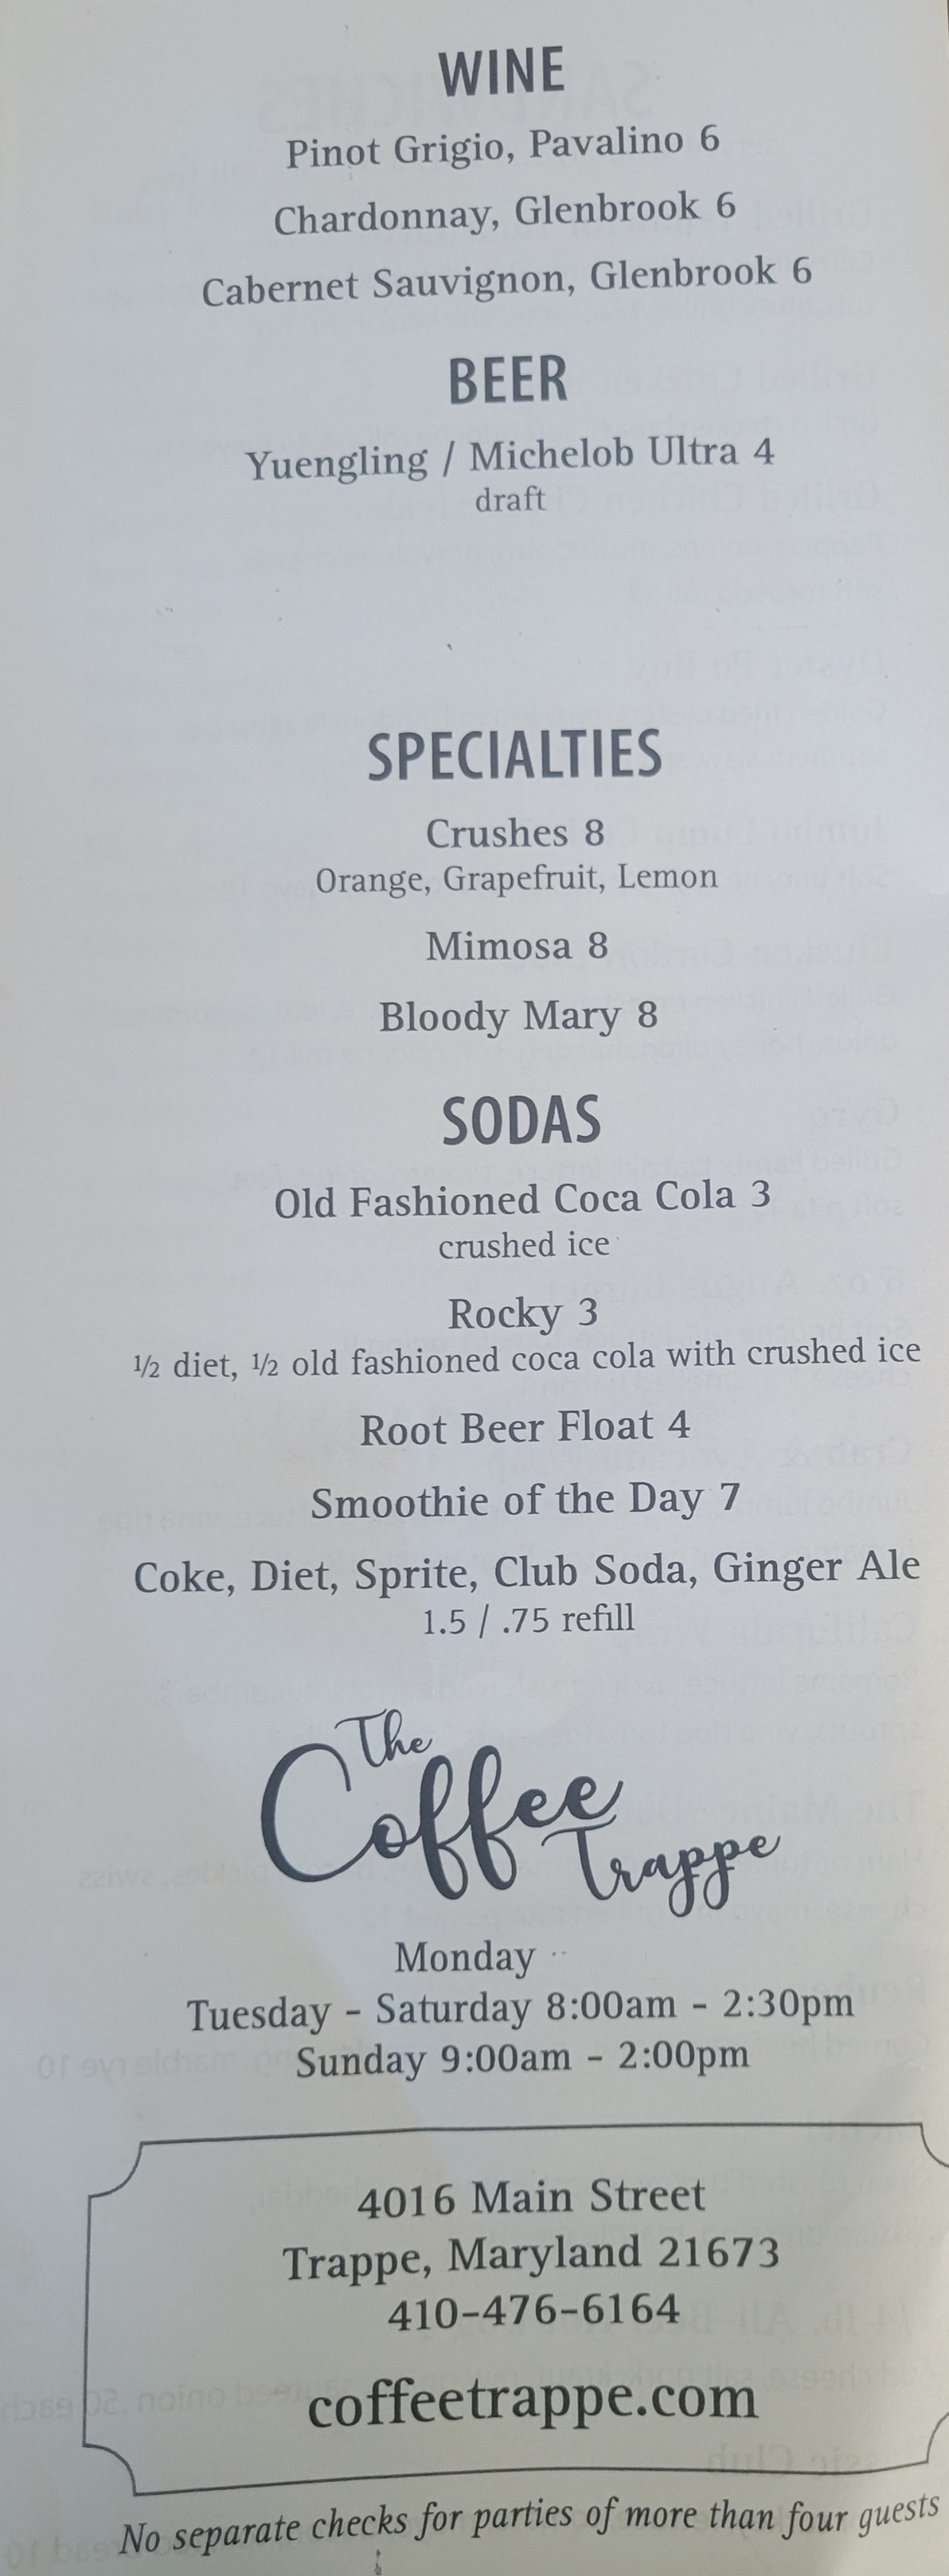 WINE
Pinot Grigio, Pavalino 6
Chardonnay, Glenbrook 6
Cabernet Sauvignon, Glenbrook 6
BEER
Yuengling / Michelob Ultra 4
draft
SPECIALTIES
Crushes 8
Orange, Grapefruit, Lemon
Mimosa 8
Bloody Mary 8
SODAS
Old Fashioned Coca Cola 3
crushed ice
Rocky 3
½ diet, ½ old fashioned coca cola with crushed ice
Root Beer Float 4
Smoothie of the Day 7
Coke, Diet, Sprite, Club Soda, Ginger Ale
1.5 / .75 refill
The
Coffee
Trappe
Monday
Tuesday - Saturday 8:00am - 2:30pm
Sunday 9:00am - 2:00pm
4016 Main Street
Trappe, Maryland 21673
410-476-6164
coffeetrappe.com
No separate checks for parties of more than four guests